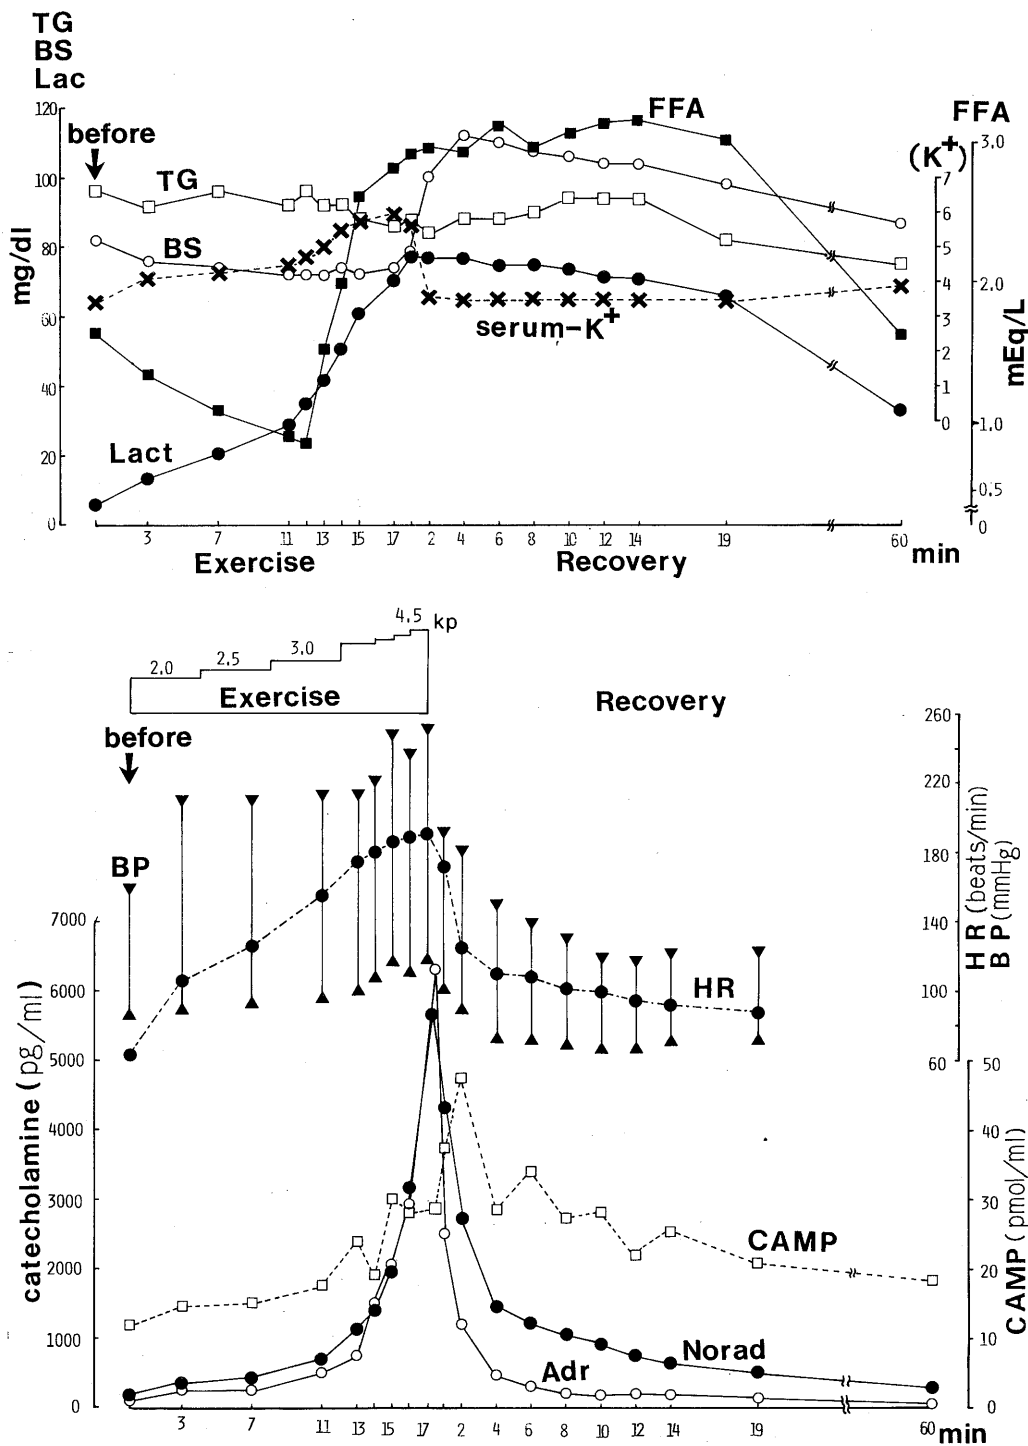 TG
BS
Lac
FFA
(K+)
before
TG
BS
Lact
FFA
serum-K+
mg/dl
120
100
80
60
40
20
0
7
6
5
4
3
2
1
0
3.0
2.0
1.0
0.5
0
mEq/L
3 7 11 13 15 17 2 4 6 8 10 12 14 19 60 min
Exercise Recovery
2.0 2.5 3.0 4.5 kp
Exercise Recovery
before
BP
HR
CAMP
Norad
Adr
catecholamine (pg/ml)
7000
6000
5000
4000
3000
2000
1000
0
260
220
180
140
100
60
HR (beats/min)
BP (mmHg)
50
40
30
20
10
0
CAMP (pmol/ml)
3 7 11 13 15 17 2 4 6 8 10 12 14 19 60 min